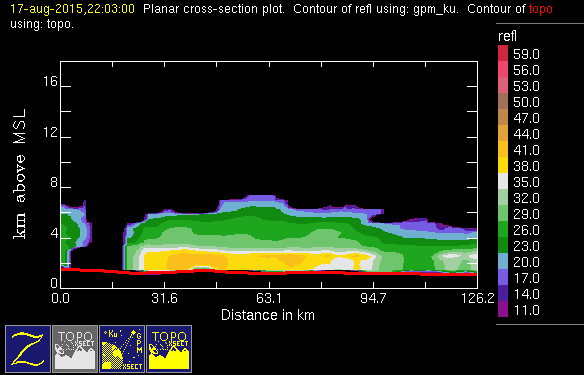 17-aug-2015,22:03:00 Planar cross-section plot. Contour of refl using: gpm_ku. Contour of topo
using: topo.
refl
59.0
56.0
53.0
50.0
47.0
44.0
41.0
38.0
35.0
32.0
29.0
26.0
23.0
20.0
17.0
14.0
11.0
km above MSL
16
12
8
4
0
0.0 31.6 63.1 94.7 126.2
Distance in km
Z
TOPO
XSECT
"Ku"
GPM
XSECT
TOPO
XSECT